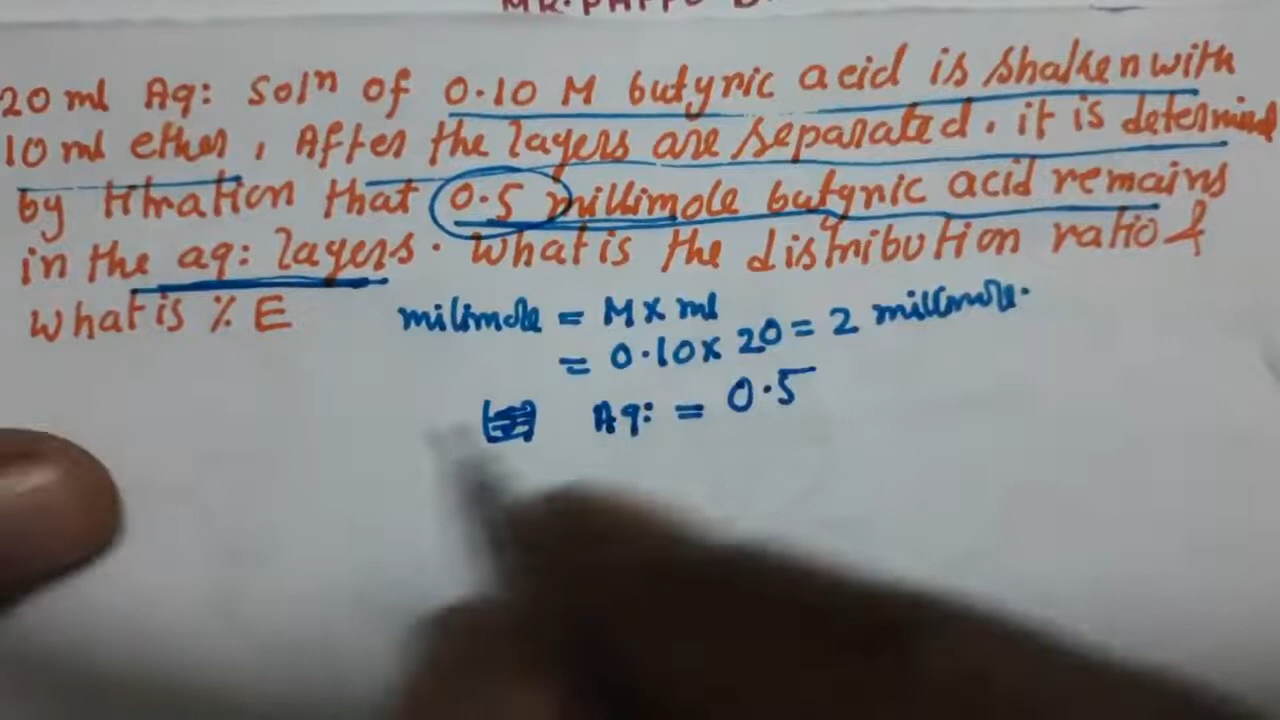 20 ml Aq: Solⁿ of 0.10 M butyric acid is shaken with
10 ml ether, After the layers are separated. it is determined
by titration that 0.5 millimole butyric acid remains
in the aq: layers. What is the distribution ratio &
what is % E
milimole = M x ml
= 0.10 x 20 = 2 millimole.
Aq: = 0.5